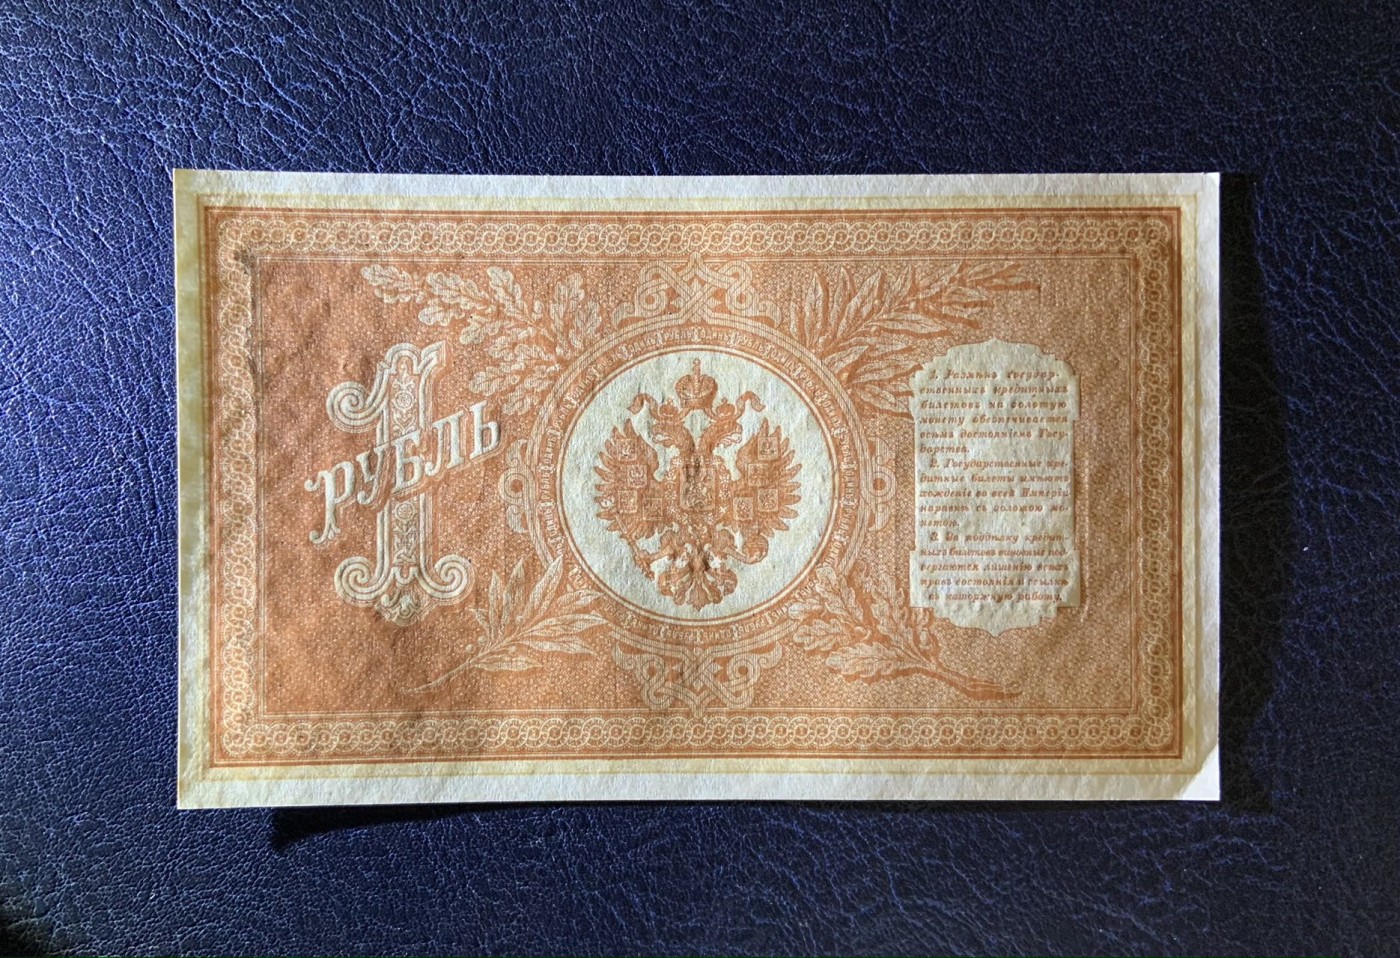 1
РУБЛЬ
1. Размѣнъ Государ-
ственныхъ кредитныхъ
билетовъ на золотую
монету обезпечивается
всѣмъ достояніемъ Госу-
дарства.
2. Государственные кре-
дитные билеты имѣютъ
хожденіе во всей Имперіи
наравнѣ съ золотою мо-
нетою.
3. За поддѣлку кредит-
ныхъ билетовъ виновные под-
вергаются лишенію всѣхъ
правъ состоянія и ссылкѣ
въ каторжную работу.